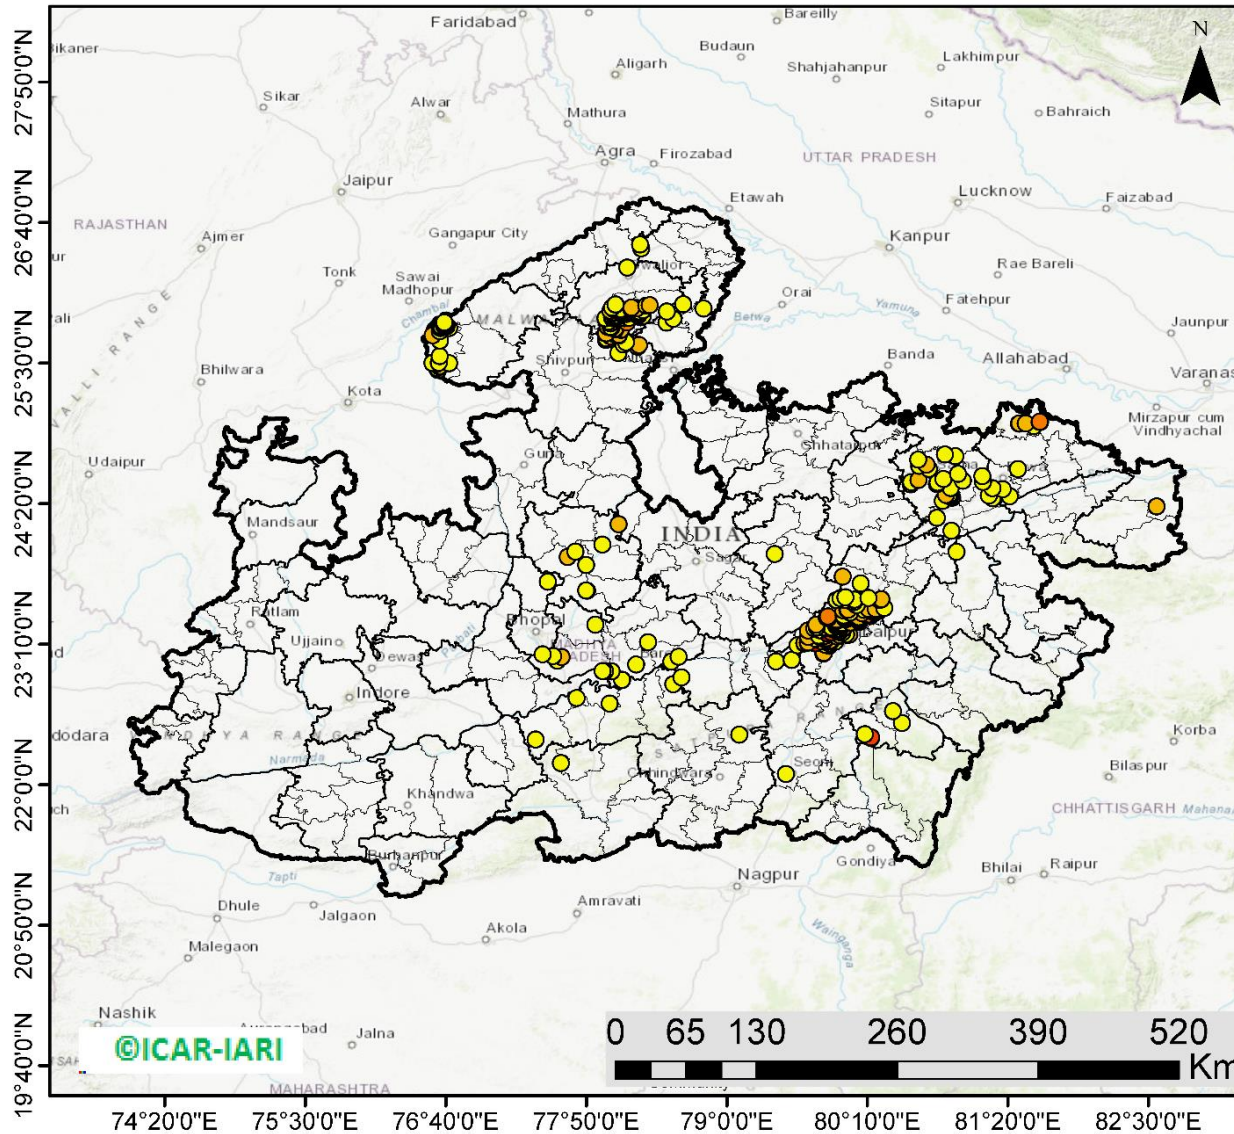 Faridabad
Bareilly
N
Bikaner
Budaun
Lakhimpur
Aligarh
Shahjahanpur
27°50'0"N
Sikar
Alwar
Mathura
Sitapur
Bahraich
Agra
Firozabad
UTTAR PRADESH
Jaipur
Etawah
Lucknow
Faizabad
26°40'0"N
RAJASTHAN
Ajmer
Gangapur City
Kanpur
Tonk
Sawai
Madhopur
Rae Bareli
Orai
Fatehpur
Chambal
Yamuna
Betwa
Jaunpur
MALW
25°30'0"N
Shivpuri
Banda
Allahabad
Bhilwara
Kota
Varanas
Mirzapur cum
Vindhyachal
Chhatarpur
Udaipur
Guna
24°20'0"N
Mandsaur
INDIA
Sagar
Ratlam
Bhopal
Ujjain
MADHYA
PRADESH
23°10'0"N
Dewas
Parbati
Indore
Korba
Narmada
Seoni
Chhindwara
Bilaspur
22°0'0"N
Khandwa
CHHATTISGARH
Mahana
Burhanpur
Gondiya
Bhilai
Raipur
Tapti
Nagpur
Dhule
Jalgaon
Amravati
20°50'0"N
Akola
Malegaon
Wainganga
Nashik
Jalna
©ICAR-IARI
0 65 130 260 390 520
Km
19°40'0"N
MAHARASHTRA
74°20'0"E 75°30'0"E 76°40'0"E 77°50'0"E 79°0'0"E 80°10'0"E 81°20'0"E 82°30'0"E